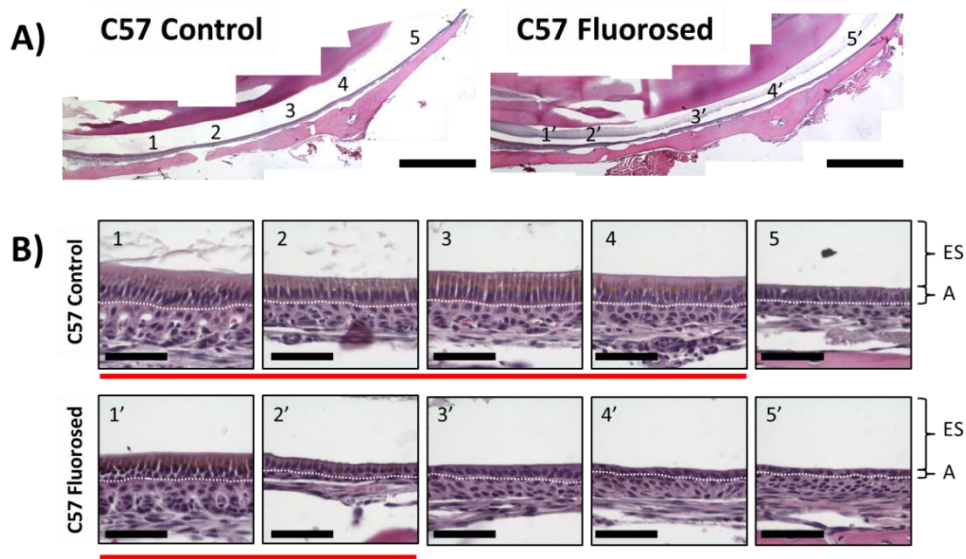 A)
C57 Control
C57 Fluorosed
1 2 3 4 5
1’ 2’ 3’ 4’ 5’
B)
C57 Control
1 2 3 4 5
ES
A
C57 Fluorosed
1’ 2’ 3’ 4’ 5’
ES
A